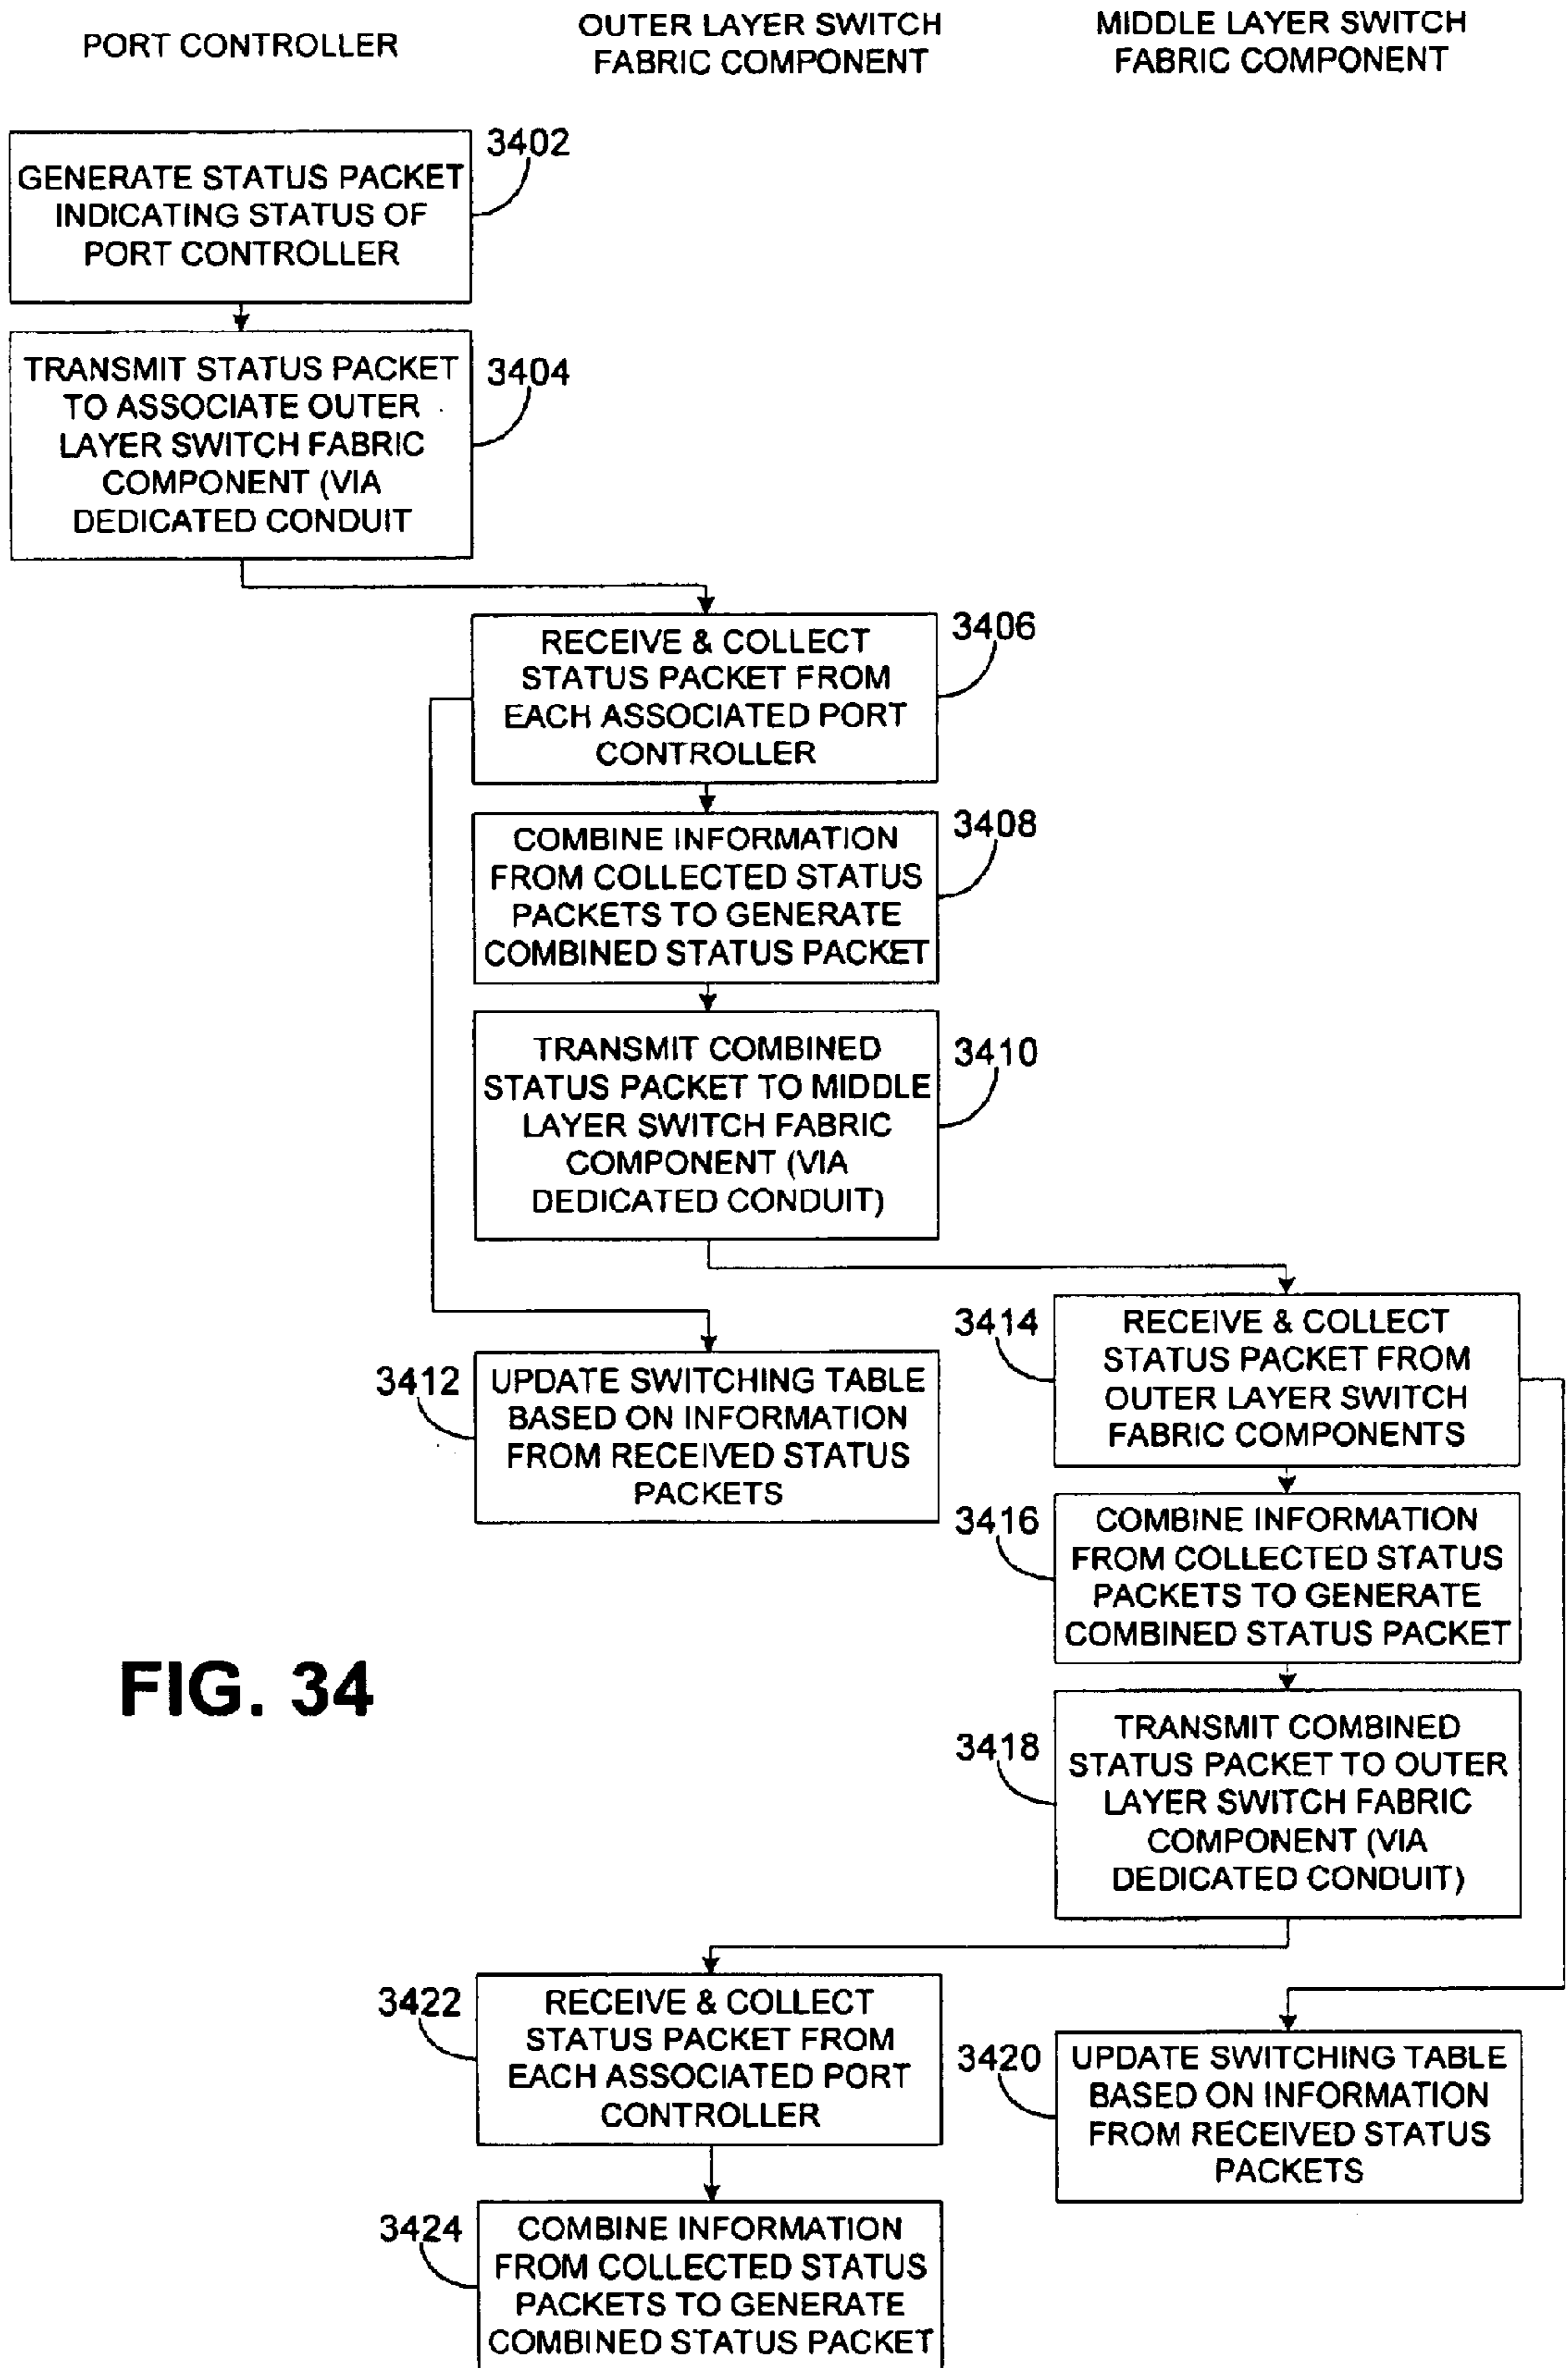 PORT CONTROLLER
OUTER LAYER SWITCH
FABRIC COMPONENT
MIDDLE LAYER SWITCH
FABRIC COMPONENT
3402
GENERATE STATUS PACKET
INDICATING STATUS OF
PORT CONTROLLER
3404
TRANSMIT STATUS PACKET
TO ASSOCIATE OUTER
LAYER SWITCH FABRIC
COMPONENT (VIA
DEDICATED CONDUIT
3406
RECEIVE & COLLECT
STATUS PACKET FROM
EACH ASSOCIATED PORT
CONTROLLER
3408
COMBINE INFORMATION
FROM COLLECTED STATUS
PACKETS TO GENERATE
COMBINED STATUS PACKET
3410
TRANSMIT COMBINED
STATUS PACKET TO MIDDLE
LAYER SWITCH FABRIC
COMPONENT (VIA
DEDICATED CONDUIT)
3412
UPDATE SWITCHING TABLE
BASED ON INFORMATION
FROM RECEIVED STATUS
PACKETS
3414
RECEIVE & COLLECT
STATUS PACKET FROM
OUTER LAYER SWITCH
FABRIC COMPONENTS
3416
COMBINE INFORMATION
FROM COLLECTED STATUS
PACKETS TO GENERATE
COMBINED STATUS PACKET
FIG. 34
3418
TRANSMIT COMBINED
STATUS PACKET TO OUTER
LAYER SWITCH FABRIC
COMPONENT (VIA
DEDICATED CONDUIT)
3422
RECEIVE & COLLECT
STATUS PACKET FROM
EACH ASSOCIATED PORT
CONTROLLER
3420
UPDATE SWITCHING TABLE
BASED ON INFORMATION
FROM RECEIVED STATUS
PACKETS
3424
COMBINE INFORMATION
FROM COLLECTED STATUS
PACKETS TO GENERATE
COMBINED STATUS PACKET